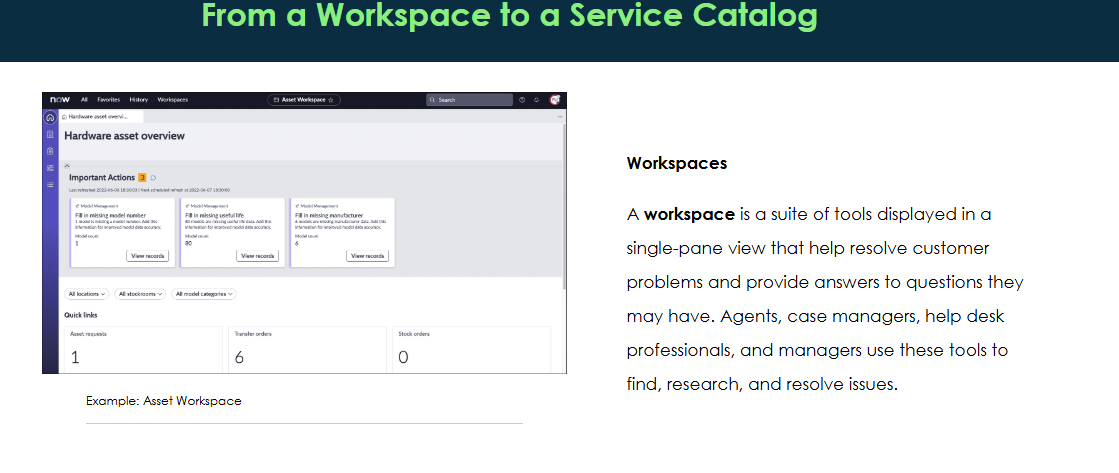 From a Workspace to a Service Catalog
now All Favorites History Workspaces Asset Workspace ☆ Search
Hardware asset overvi...
Hardware asset overview
Important Actions 3
Last refreshed 2022-06-06 18:30:03 | Next scheduled refresh at 2022-06-07 18:30:00
Model Management Model Management Model Management
Fill in missing model number Fill in missing useful life Fill in missing manufacturer
1 model is missing a model number. Add this 80 models are missing useful life data. Add this 6 models are missing manufacturer data. Add this
information for improved model data accuracy. information for improved model data accuracy. information for improved model data accuracy.
Model count Model count Model count
1 80 6
View records View records View records
All locations All stockrooms All model categories
Quick links
Asset requests Transfer orders Stock orders
1 6 0
Example: Asset Workspace
Workspaces
A workspace is a suite of tools displayed in a
single-pane view that help resolve customer
problems and provide answers to questions they
may have. Agents, case managers, help desk
professionals, and managers use these tools to
find, research, and resolve issues.